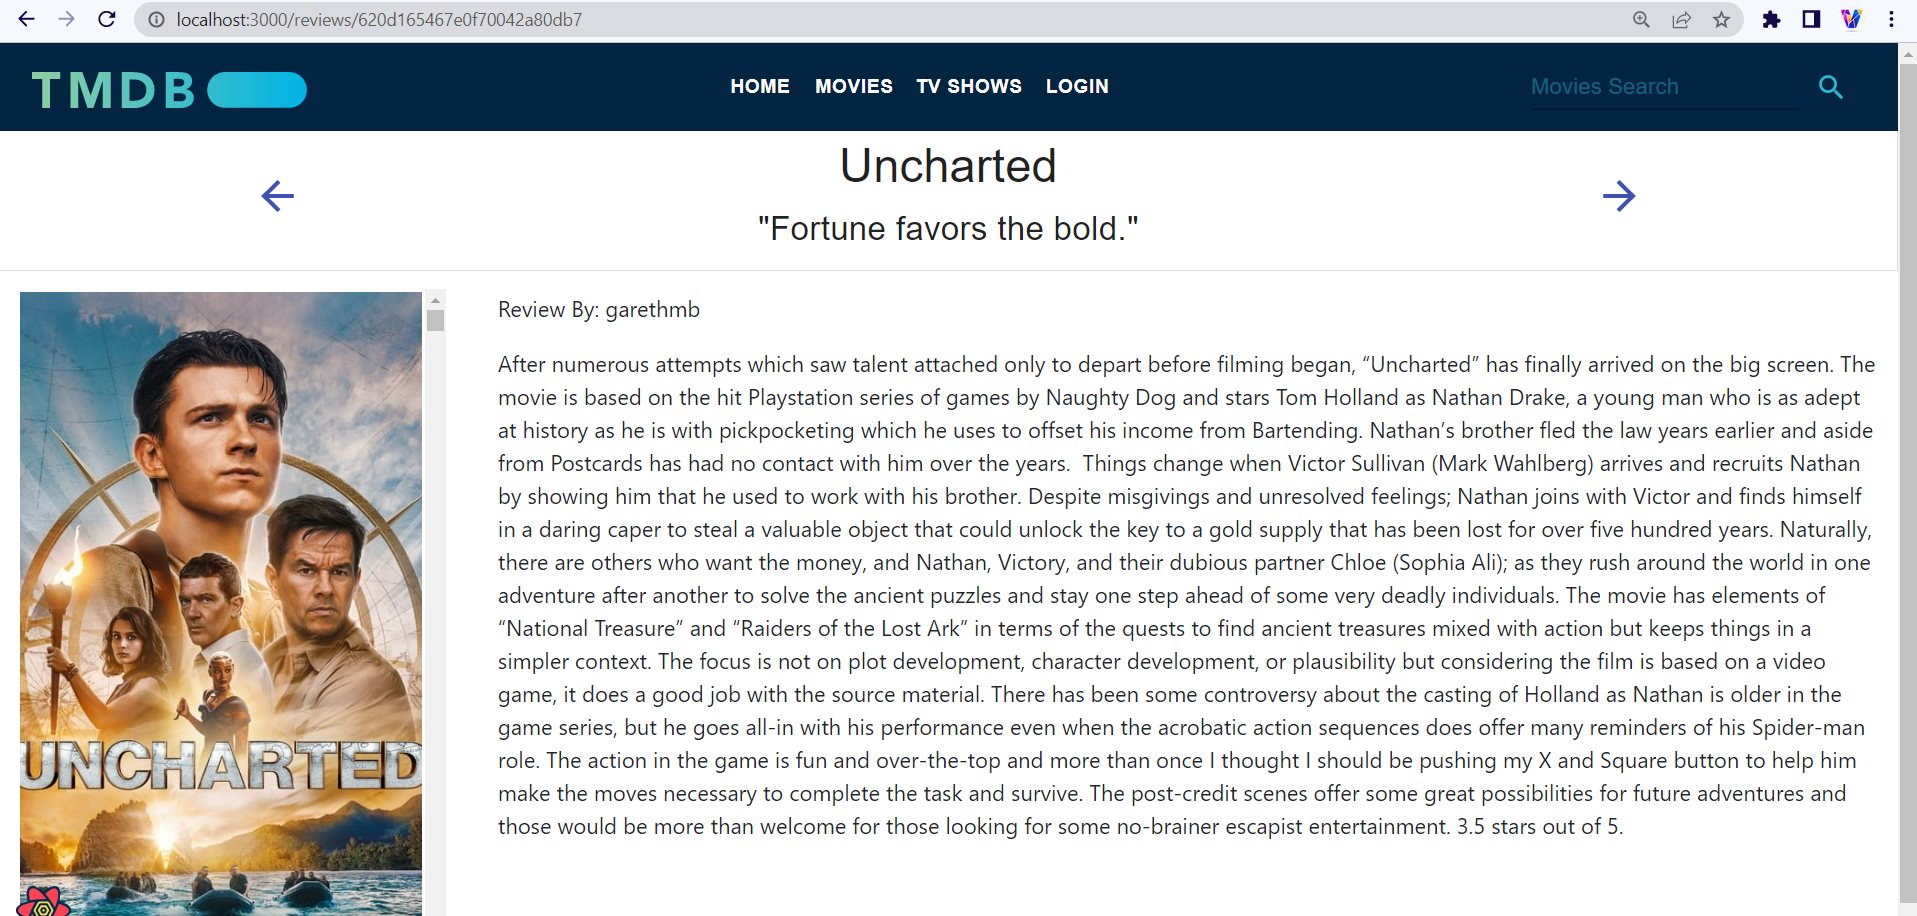 localhost:3000/reviews/620d165467e0f70042a80db7
TMDB
HOME MOVIES TV SHOWS LOGIN
Movies Search
Uncharted
"Fortune favors the bold."
Review By: garethmb
After numerous attempts which saw talent attached only to depart before filming began, “Uncharted” has finally arrived on the big screen. The
movie is based on the hit Playstation series of games by Naughty Dog and stars Tom Holland as Nathan Drake, a young man who is as adept
at history as he is with pickpocketing which he uses to offset his income from Bartending. Nathan’s brother fled the law years earlier and aside
from Postcards has had no contact with him over the years.  Things change when Victor Sullivan (Mark Wahlberg) arrives and recruits Nathan
by showing him that he used to work with his brother. Despite misgivings and unresolved feelings; Nathan joins with Victor and finds himself
in a daring caper to steal a valuable object that could unlock the key to a gold supply that has been lost for over five hundred years. Naturally,
there are others who want the money, and Nathan, Victory, and their dubious partner Chloe (Sophia Ali); as they rush around the world in one
adventure after another to solve the ancient puzzles and stay one step ahead of some very deadly individuals. The movie has elements of
“National Treasure” and “Raiders of the Lost Ark” in terms of the quests to find ancient treasures mixed with action but keeps things in a
simpler context. The focus is not on plot development, character development, or plausibility but considering the film is based on a video
game, it does a good job with the source material. There has been some controversy about the casting of Holland as Nathan is older in the
game series, but he goes all-in with his performance even when the acrobatic action sequences does offer many reminders of his Spider-man
role. The action in the game is fun and over-the-top and more than once I thought I should be pushing my X and Square button to help him
make the moves necessary to complete the task and survive. The post-credit scenes offer some great possibilities for future adventures and
those would be more than welcome for those looking for some no-brainer escapist entertainment. 3.5 stars out of 5.
UNCHARTED